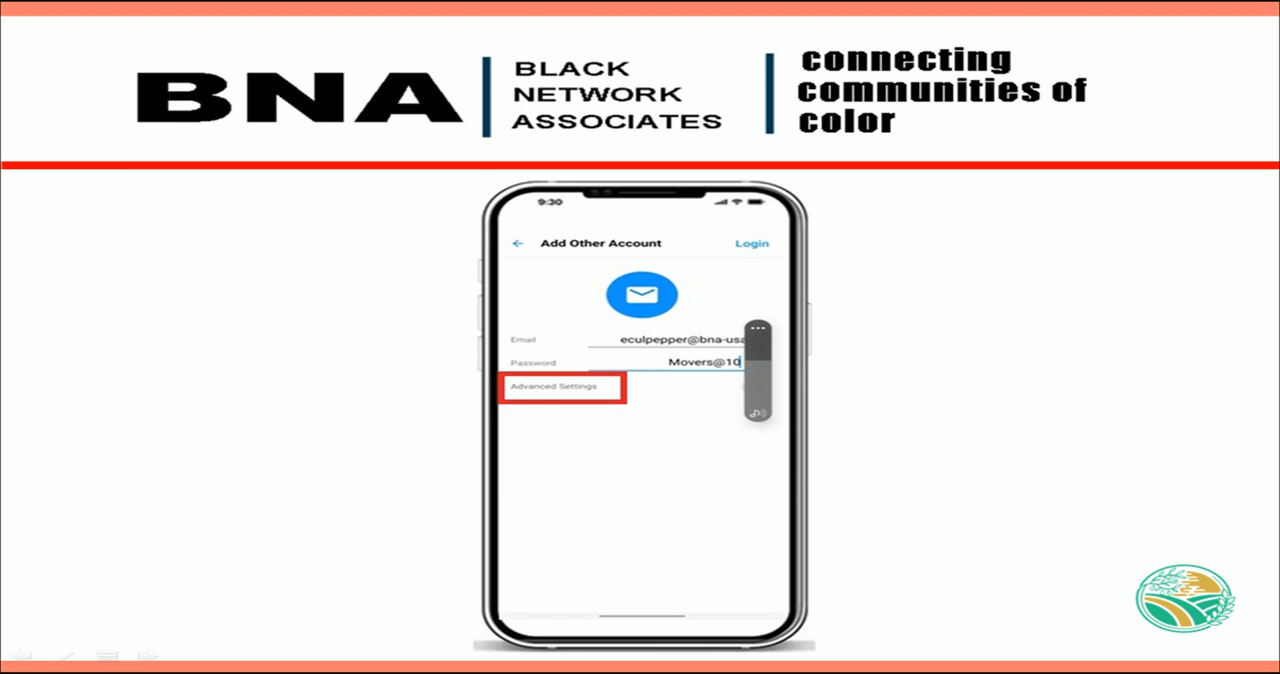 BNA
BLACK
NETWORK
ASSOCIATES
connecting
communities of
color
9:30
Add Other Account
Login
Email
eculpepper@bna-usa
Password
Movers@10
Advanced Settings